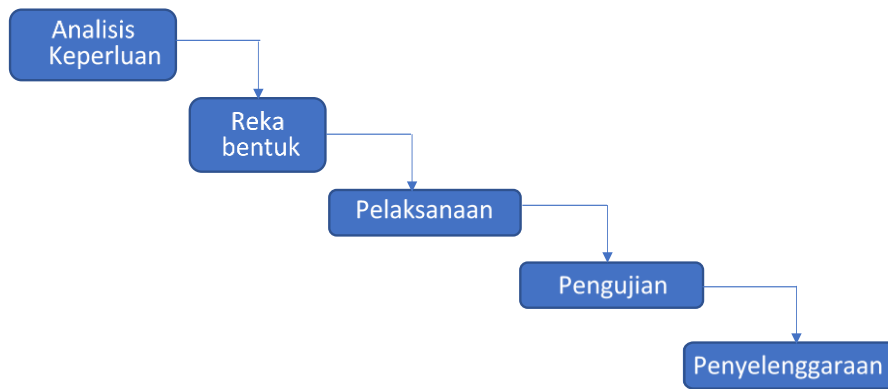 Analisis
Keperluan
Reka
bentuk
Pelaksanaan
Pengujian
Penyelenggaraan